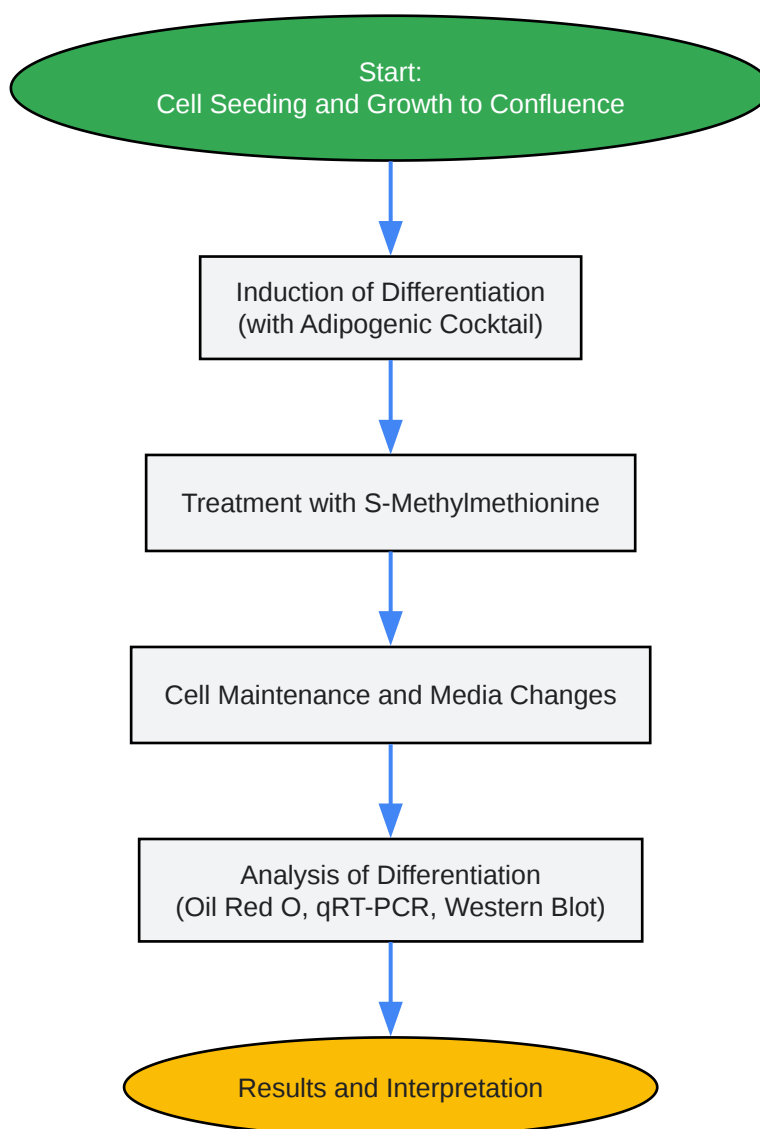 Start:
Cell Seeding and Growth to Confluence
Induction of Differentiation
(with Adipogenic Cocktail)
Treatment with S-Methylmethionine
Cell Maintenance and Media Changes
Analysis of Differentiation
(Oil Red O, qRT-PCR, Western Blot)
Results and Interpretation